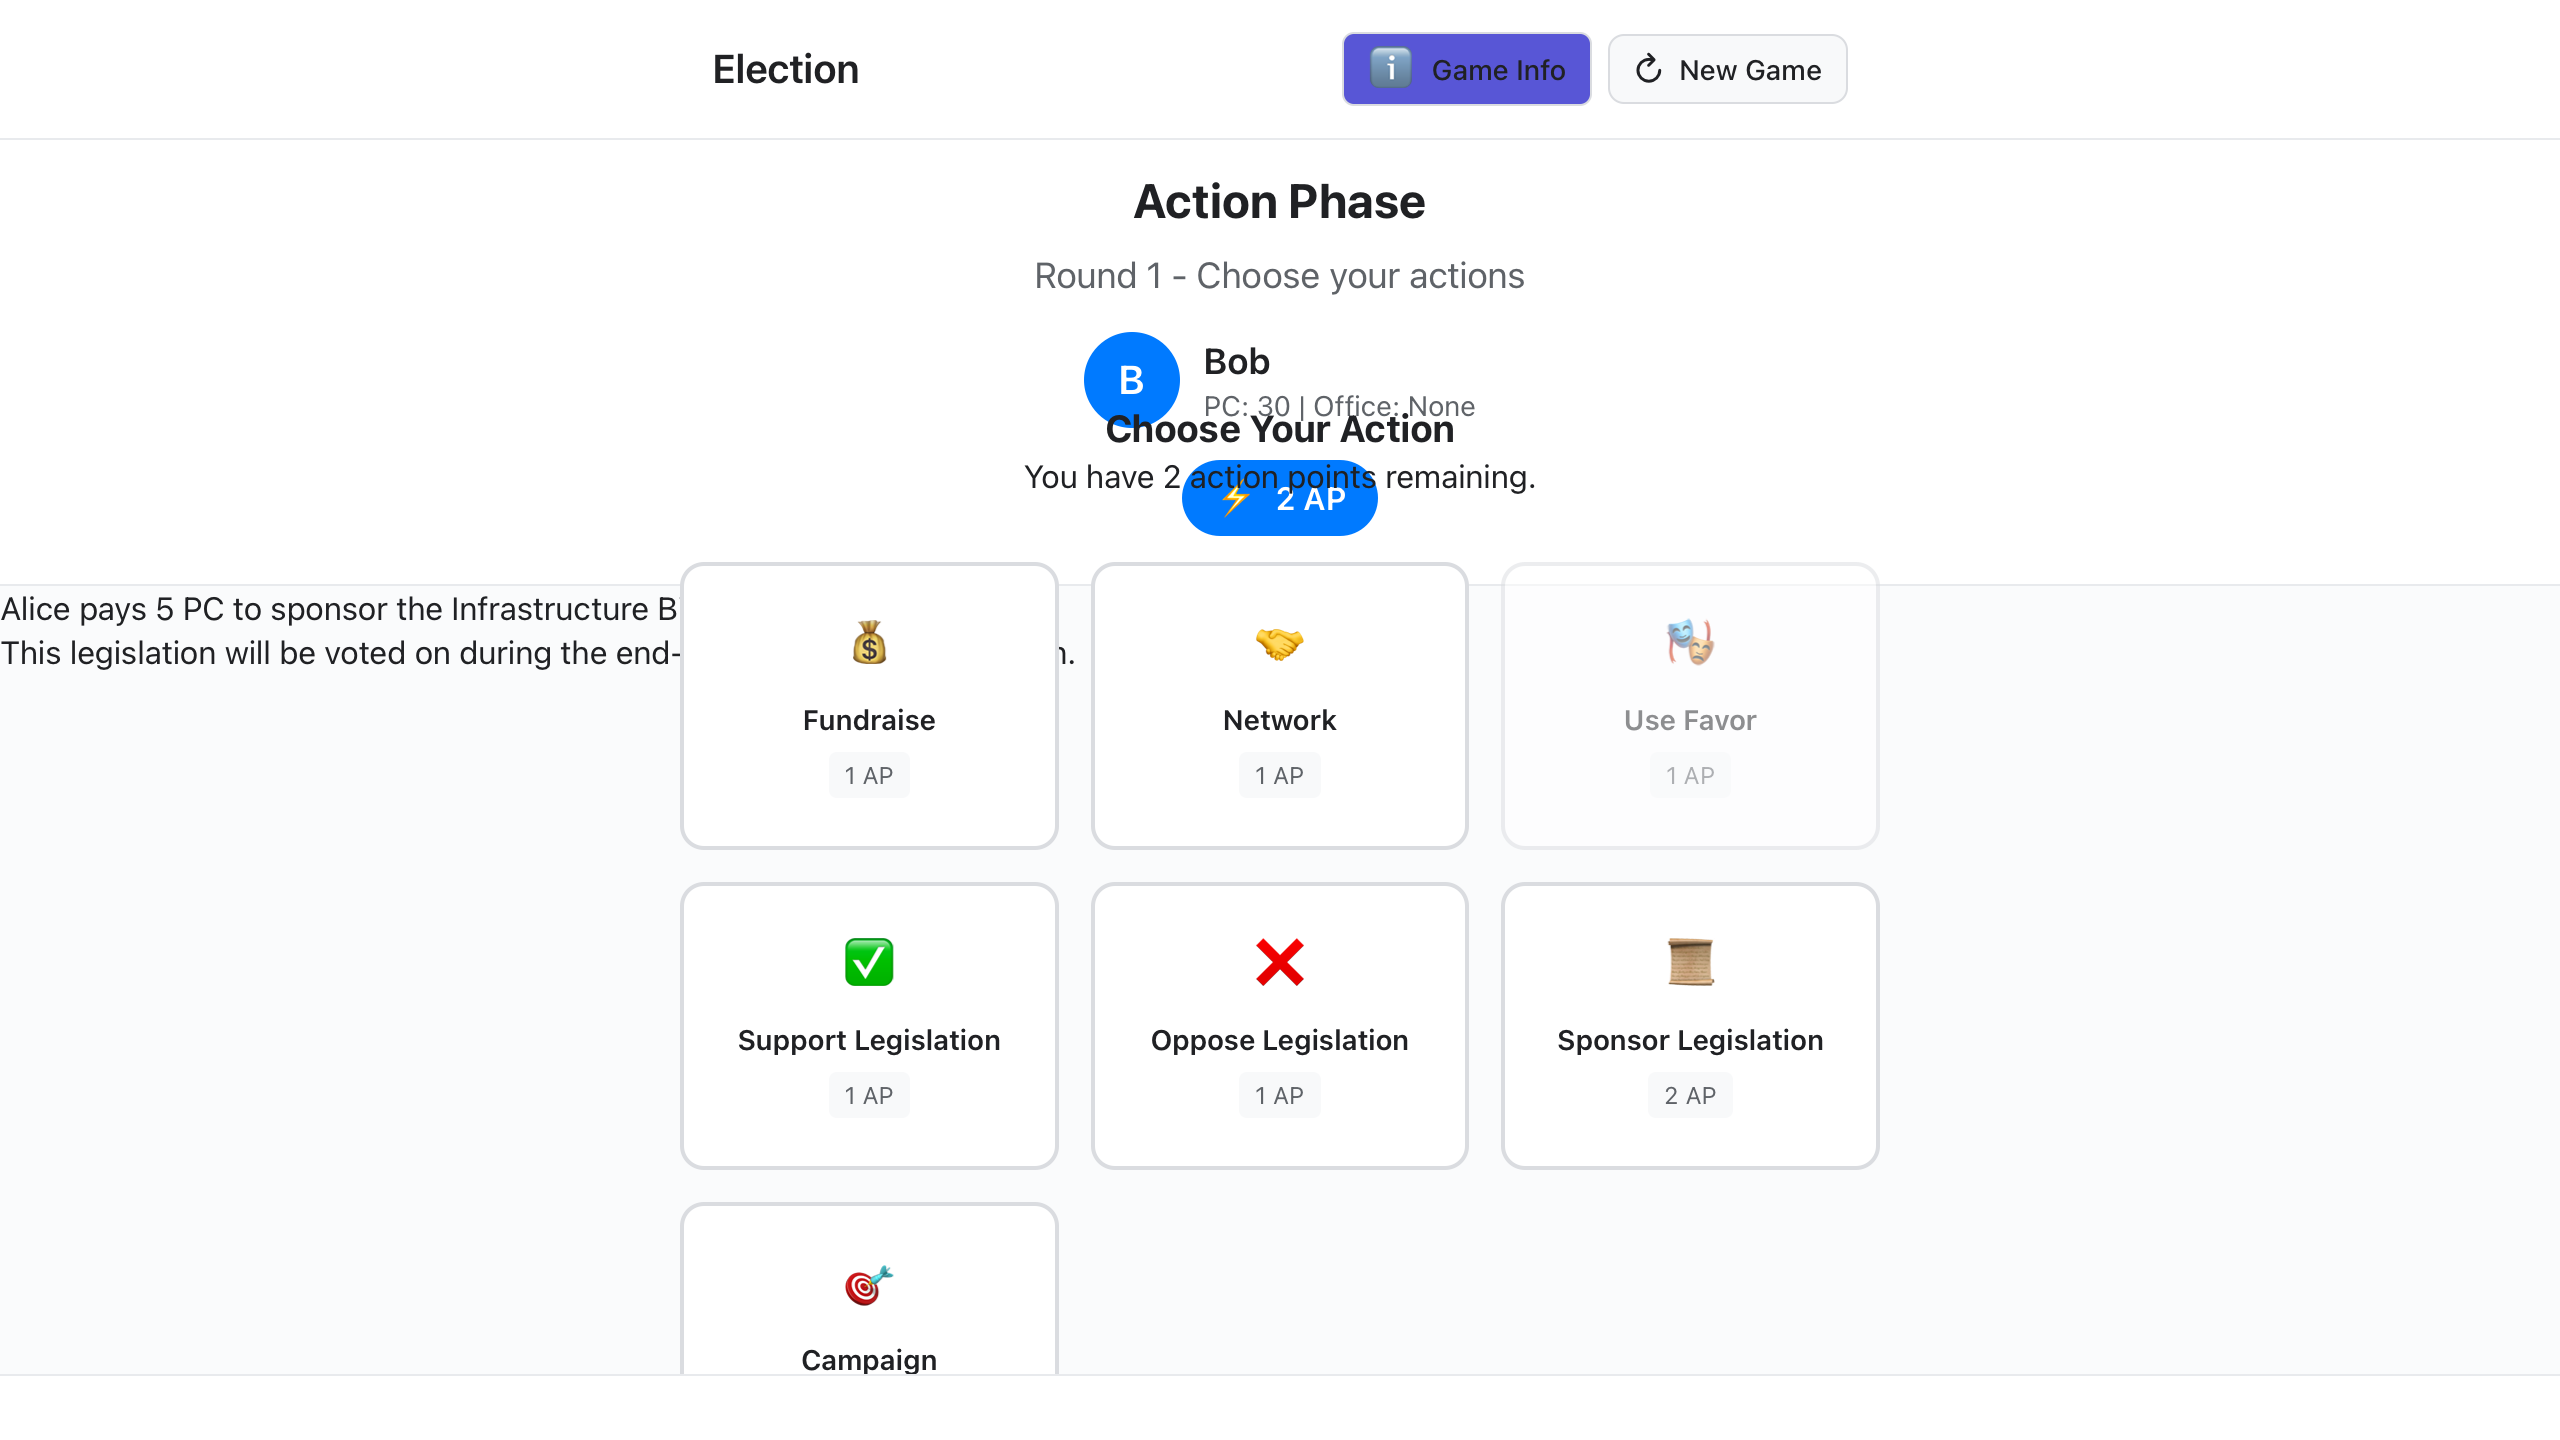 Election
Game Info
New Game
Action Phase
Round 1 - Choose your actions
B
Bob
PC: 30 | Office: None
Choose Your Action
You have 2 action points remaining.
2 AP
Alice pays 5 PC to sponsor the Infrastructure
This legislation will be voted on during the end-
Fundraise
1 AP
Network
1 AP
Use Favor
1 AP
Support Legislation
1 AP
Oppose Legislation
1 AP
Sponsor Legislation
2 AP
Campaign